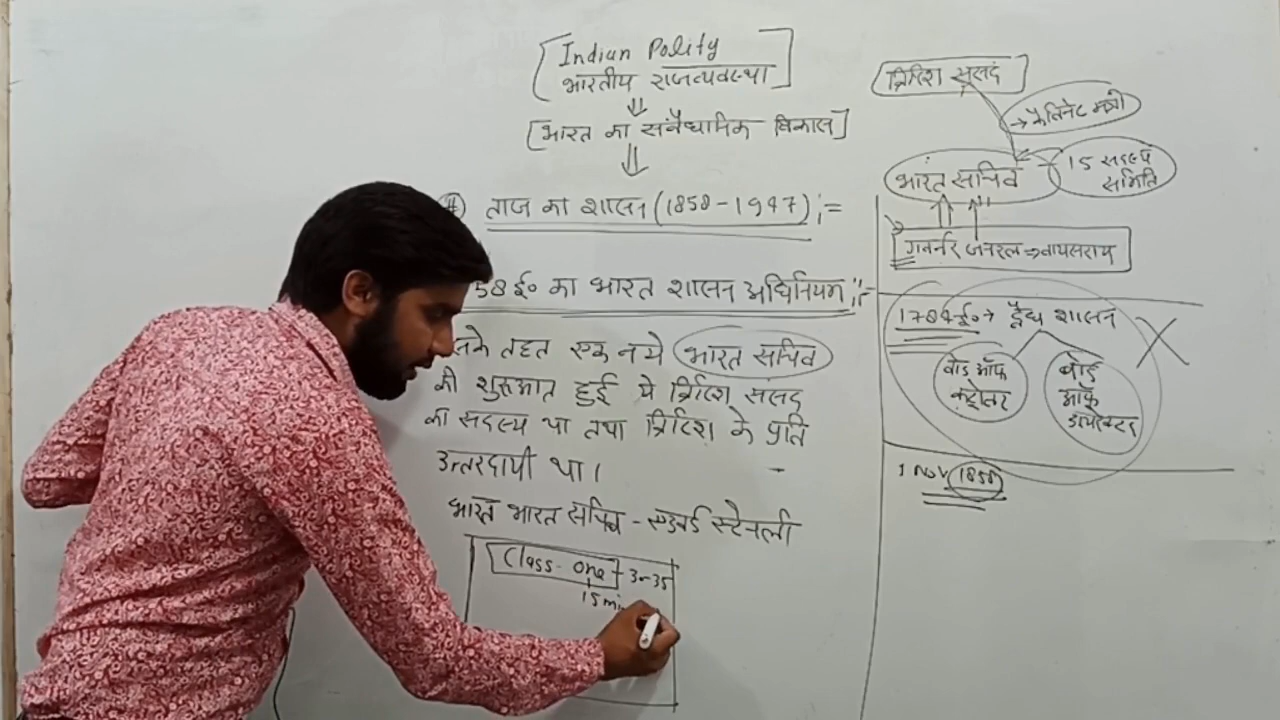 Indian Polity
भारतीय राजव्यवस्था
भारत का संवैधानिक विकास
# ताज का शासन (1858 - 1947) :=
58 ई० का भारत शासन अधिनियम :-
सके तहत एक नये भारत सचिव
की शुरूआत हुई ये ब्रिटिश संसद
का सदस्य था तथा ब्रिटिश के प्रति
उत्तरदायी था।
भारत भारत सचिव - एडवर्ड स्टेनली
Class - one - 30-35
15 min
ब्रिटिश संसद
→ कैबिनेट मंत्री
भारत सचिव
15 सदस्य
समिति
गवर्नर जनरल ⇒ वायसराय
1784 ई० → द्वैध शासन
बोर्ड ऑफ
कंट्रोलर
बोर्ड
ऑफ
डायरेक्टर
1 Nov 1858